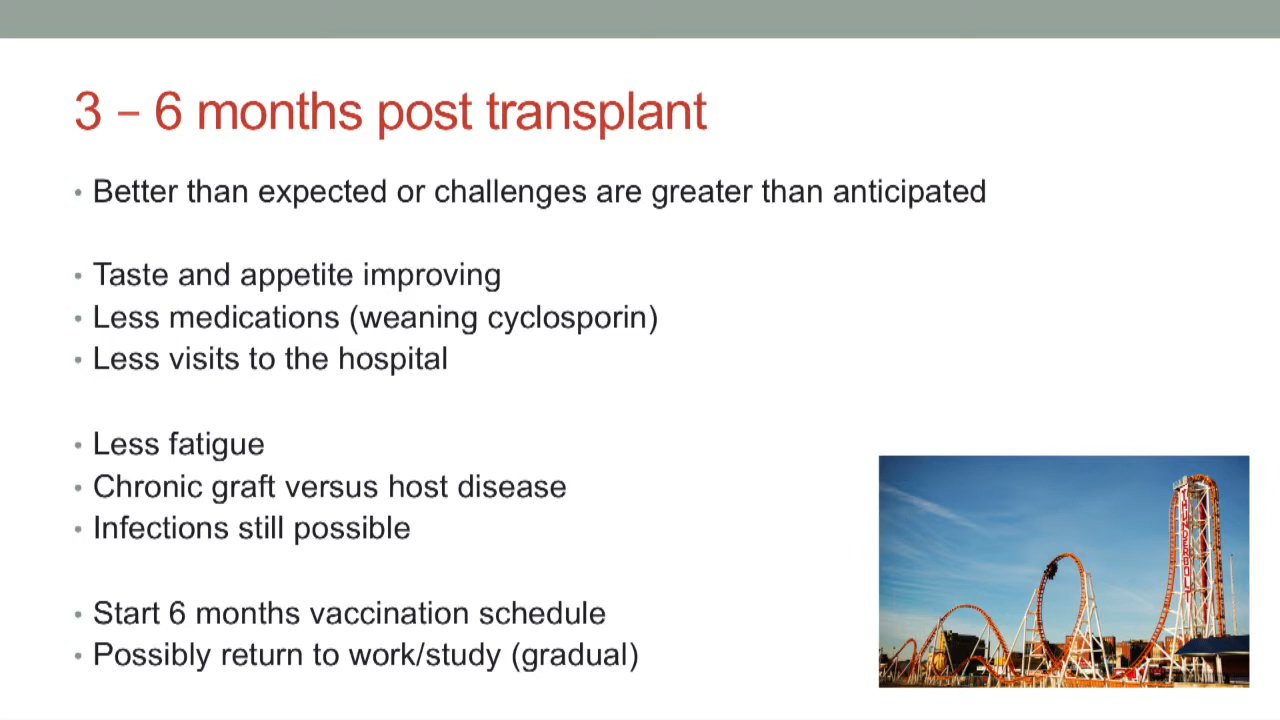 3 – 6 months post transplant
• Better than expected or challenges are greater than anticipated
• Taste and appetite improving
• Less medications (weaning cyclosporin)
• Less visits to the hospital
• Less fatigue
• Chronic graft versus host disease
• Infections still possible
• Start 6 months vaccination schedule
• Possibly return to work/study (gradual)
THUNDERBOLT